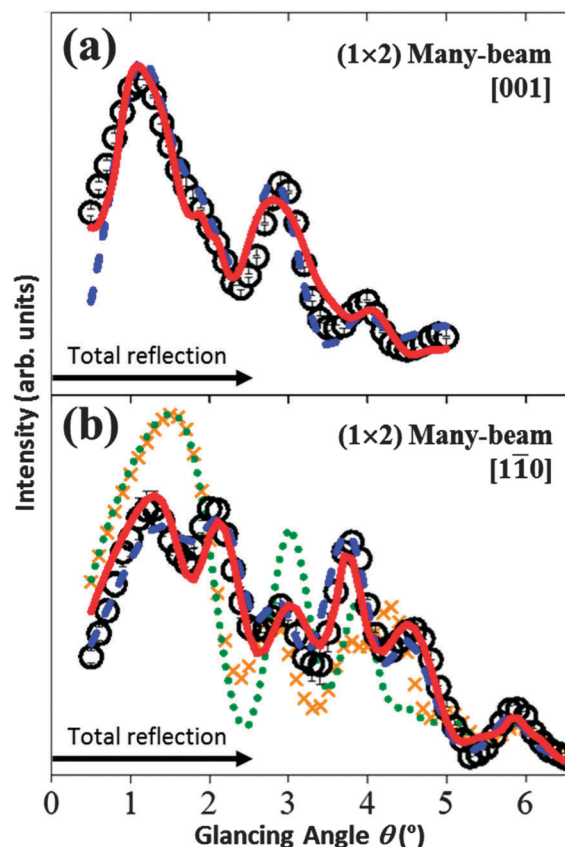 (a)
(1×2) Many-beam
[001]
Total reflection
(b)
(1×2) Many-beam
[11̅0]
Total reflection
Intensity (arb. units)
0 1 2 3 4 5 6
Glancing Angle θ (°)